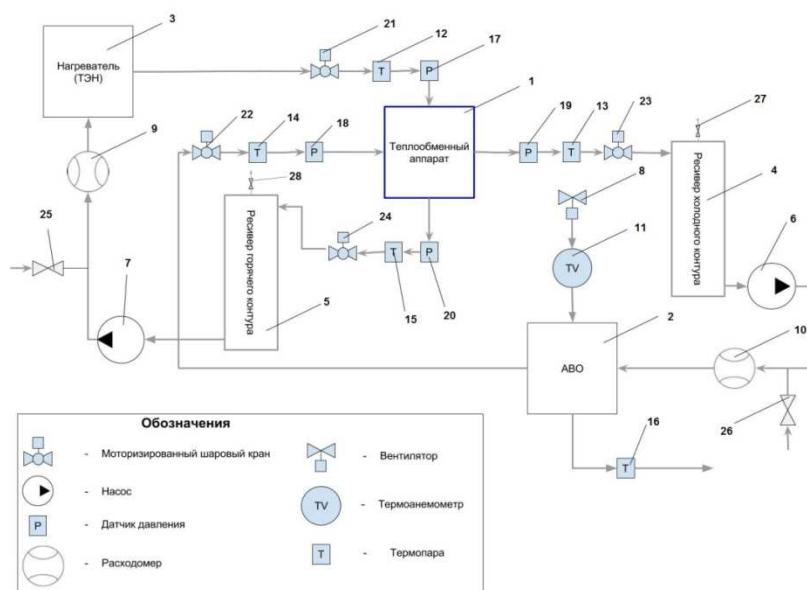 3
21
12
17
Нагреватель
(ТЭН)
1
22
14
18
19
13
23
27
9
Теплообменный
аппарат
T
P
T
P
P
T
28
8
4
24
11
Ресивер холодного контура
6
25
7
Ресивер горячего контура
T
P
TV
5
15
20
2
10
АВО
16
26
T
Обозначения
- Моторизированный шаровый кран
- Вентилятор
- Насос
TV - Термоанемометр
P - Датчик давления
- Расходомер
T - Термопара